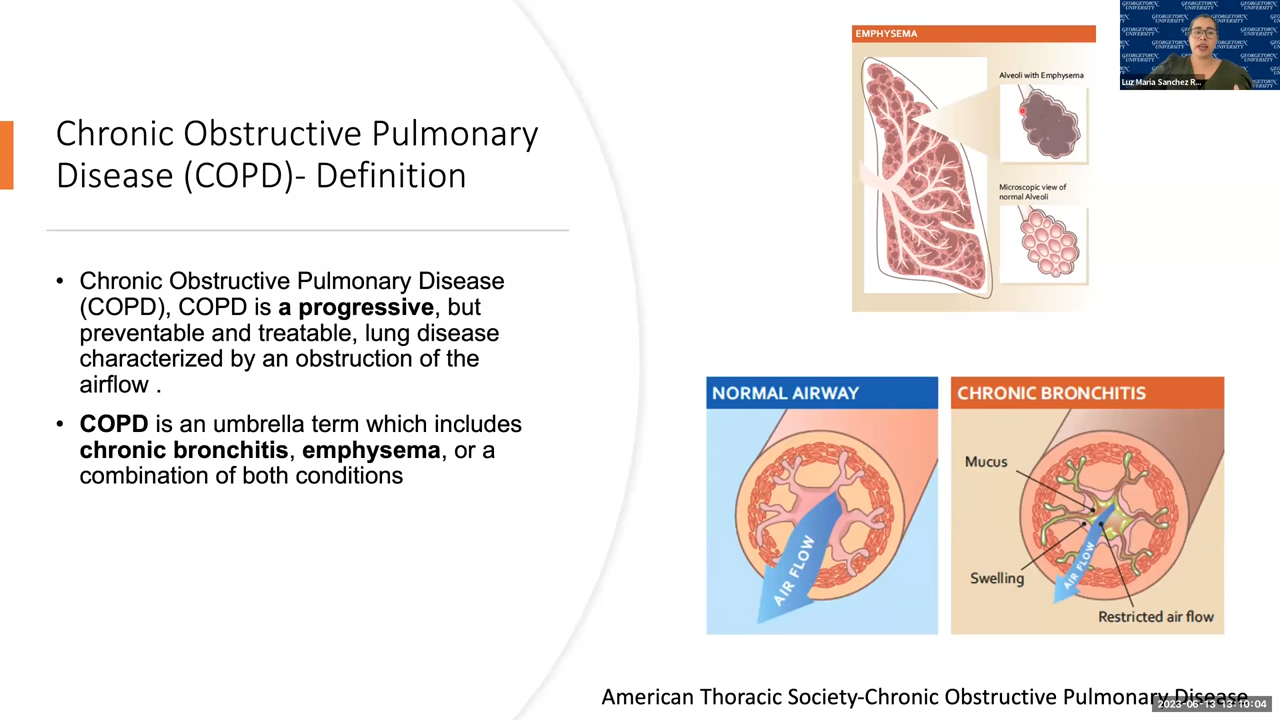 Chronic Obstructive Pulmonary
Disease (COPD)- Definition
• Chronic Obstructive Pulmonary Disease
(COPD), COPD is a progressive, but
preventable and treatable, lung disease
characterized by an obstruction of the
airflow .
• COPD is an umbrella term which includes
chronic bronchitis, emphysema, or a
combination of both conditions
EMPHYSEMA
Alveoli with Emphysema
Microscopic view of
normal Alveoli
NORMAL AIRWAY
AIR FLOW
CHRONIC BRONCHITIS
Mucus
Swelling
AIR FLOW
Restricted air flow
American Thoracic Society-Chronic Obstructive Pulmonary Disease
2023-06-13 13:10:04
GEORGETOWN
UNIVERSITY
Luz Maria Sanchez R...